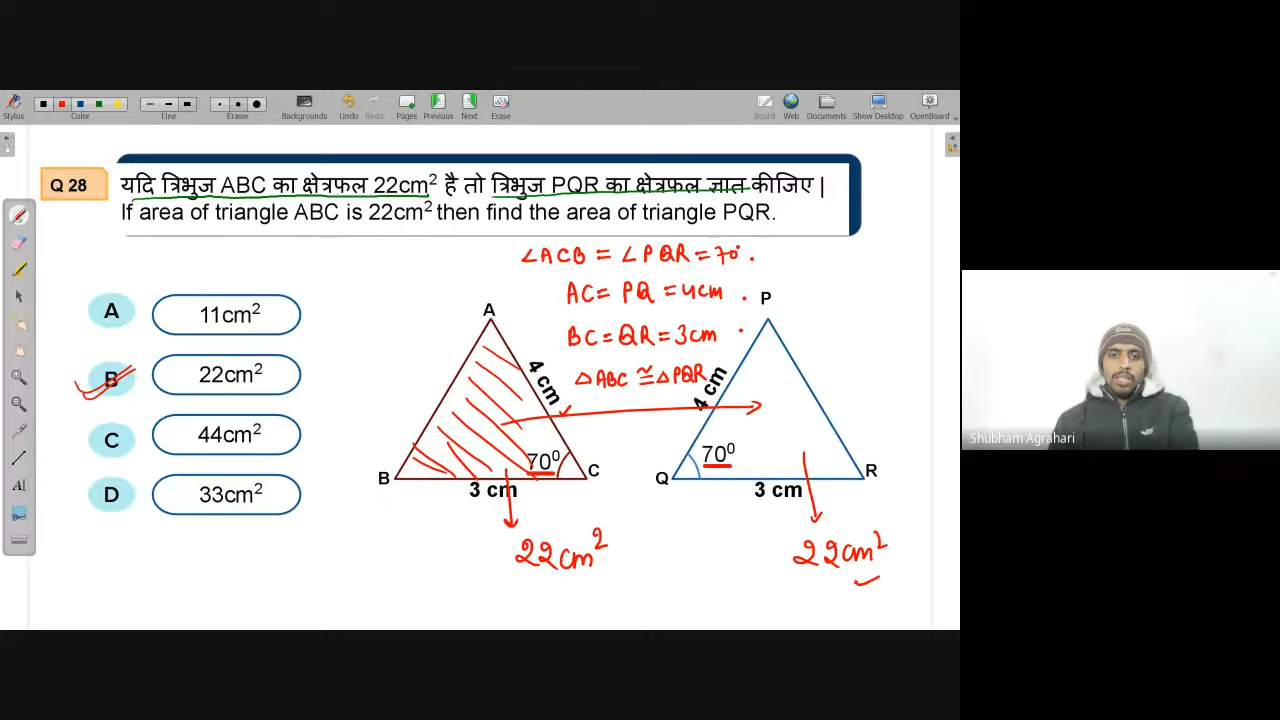 Stylus
Color
Line
Eraser
Backgrounds
Undo
Redo
Pages
Previous
Next
Erase
Board
Web
Documents
Show Desktop
OpenBoard
Q 28
यदि त्रिभुज ABC का क्षेत्रफल 22cm² है तो त्रिभुज PQR का क्षेत्रफल ज्ञात कीजिए |
If area of triangle ABC is 22cm² then find the area of triangle PQR.
∠ACB = ∠PQR = 70°.
AC = PQ = 4cm .
BC = QR = 3cm .
△ABC ≅ △PQR
A 11cm²
B 22cm²
C 44cm²
D 33cm²
A
4 cm
70⁰
B
C
3 cm
22cm²
P
4 cm
70⁰
Q
R
3 cm
22cm²
Shubham Agrahari